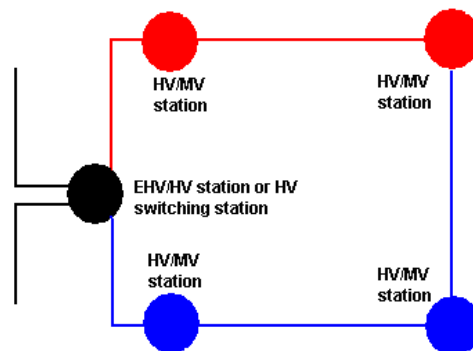 HV/MV
station
HV/MV
station
EHV/HV station or HV
switching station
HV/MV
station
HV/MV
station